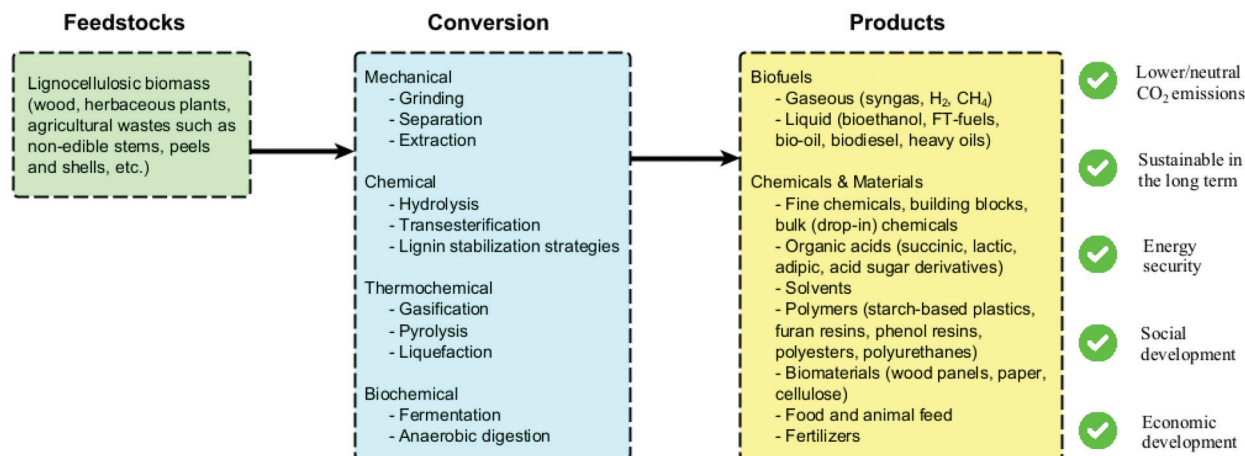 Feedstocks
Lignocellulosic biomass
(wood, herbaceous plants,
agricultural wastes such as
non-edible stems, peels
and shells, etc.)
Conversion
Mechanical
- Grinding
- Separation
- Extraction
Chemical
- Hydrolysis
- Transesterification
- Lignin stabilization strategies
Thermochemical
- Gasification
- Pyrolysis
- Liquefaction
Biochemical
- Fermentation
- Anaerobic digestion
Products
Biofuels
- Gaseous (syngas, H₂, CH₄)
- Liquid (bioethanol, FT-fuels,
bio-oil, biodiesel, heavy oils)
Chemicals & Materials
- Fine chemicals, building blocks,
bulk (drop-in) chemicals
- Organic acids (succinic, lactic,
adipic, acid sugar derivatives)
- Solvents
- Polymers (starch-based plastics,
furan resins, phenol resins,
polyesters, polyurethanes)
- Biomaterials (wood panels, paper,
cellulose)
- Food and animal feed
- Fertilizers
Lower/neutral
CO₂ emissions
Sustainable in
the long term
Energy
security
Social
development
Economic
development